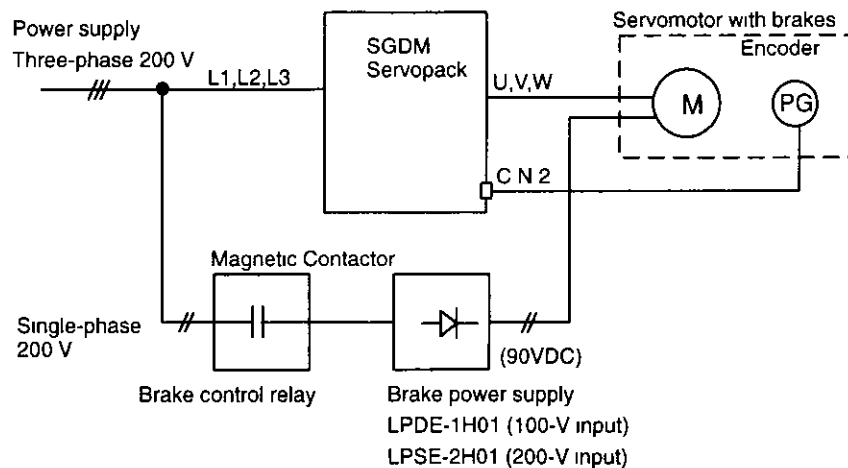 Power supply
Three-phase 200 V
L1,L2,L3
SGDM
Servopack
U,V,W
Servomotor with brakes
Encoder
M
PG
C N 2
Magnetic Contactor
Single-phase
200 V
(90VDC)
Brake control relay
Brake power supply
LPDE-1H01 (100-V input)
LPSE-2H01 (200-V input)